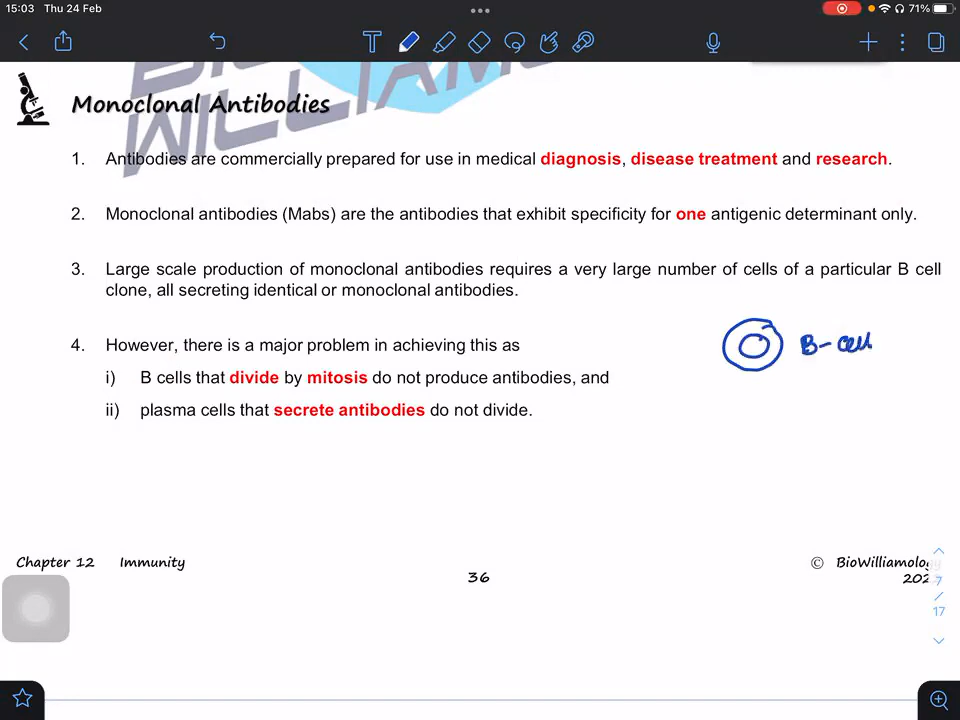 15:03 Thu 24 Feb
71%
Monoclonal Antibodies
1. Antibodies are commercially prepared for use in medical diagnosis, disease treatment and research.
2. Monoclonal antibodies (Mabs) are the antibodies that exhibit specificity for one antigenic determinant only.
3. Large scale production of monoclonal antibodies requires a very large number of cells of a particular B cell
clone, all secreting identical or monoclonal antibodies.
4. However, there is a major problem in achieving this as
B-cell
i) B cells that divide by mitosis do not produce antibodies, and
ii) plasma cells that secrete antibodies do not divide.
Chapter 12 Immunity
36
© BioWilliamology
7
/
17